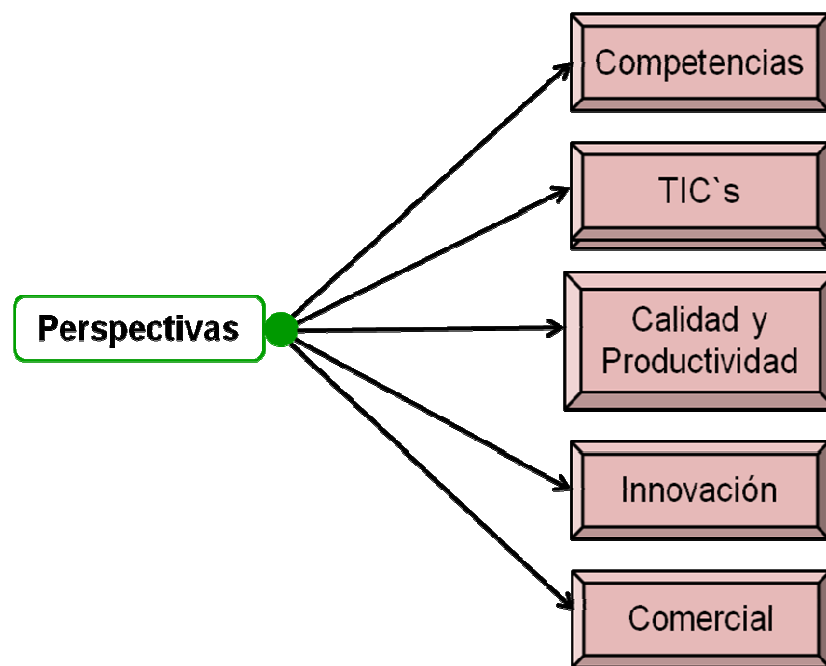 Perspectivas
Competencias
TIC`s
Calidad y
Productividad
Innovación
Comercial